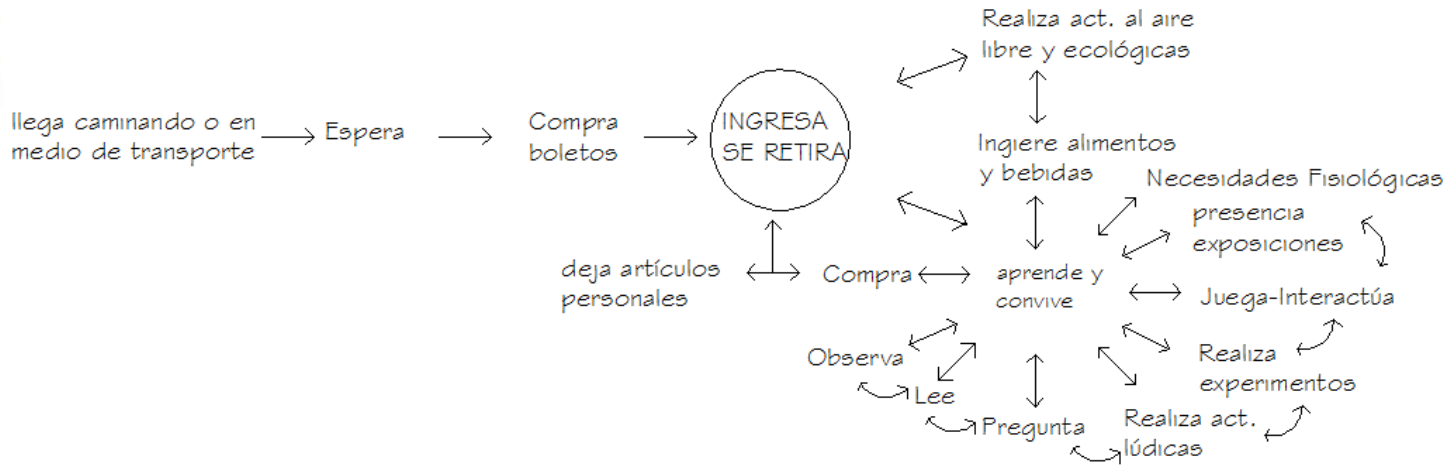 Realiza act. al aire
libre y ecológicas
llega caminando o en
medio de transporte
Espera
Compra
boletos
INGRESA
SE RETIRA
Ingiere alimentos
y bebidas
Necesidades Fisiológicas
presencia
exposiciones
deja artículos
personales
Compra
aprende y
convive
Juega-Interactúa
Observa
Lee
Pregunta
Realiza act.
lúdicas
Realiza
experimentos